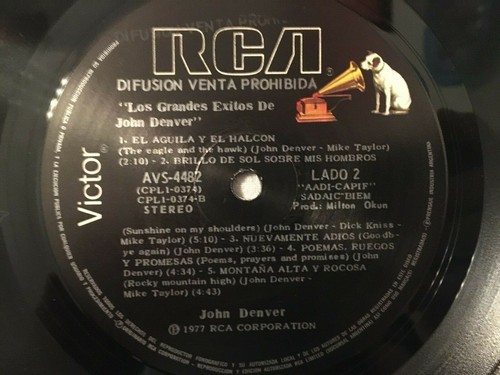 RCA
DIFUSION VENTA PROHIBIDA
"Los Grandes Exitos De
John Denver"
1. EL AGUILA Y EL HALCON
(The eagle and the hawk) (John Denver - Mike Taylor)
(2:10) - 2. BRILLO DE SOL SOBRE MIS HOMBROS
AVS-4482
LADO 2
(CPL1-0374)
"AADI-CAPIF"
CPL1-0374-B
SADAIC BIEM
STEREO
Prod.: Milton Okun
(Sunshine on my shoulders) (John Denver - Dick Kniss -
Mike Taylor) (5:10) - 3. NUEVAMENTE ADIOS (Goodb-
ye again) (John Denver) (3:36) - 4. POEMAS, RUEGOS
Y PROMESAS (Poems, prayers and promises) (John
Denver) (4:34) - 5. MONTAÑA ALTA Y ROCOSA
(Rocky mountain high) (John Denver -
Mike Taylor) (4:43)
John Denver
℗ 1977 RCA CORPORATION
Victor